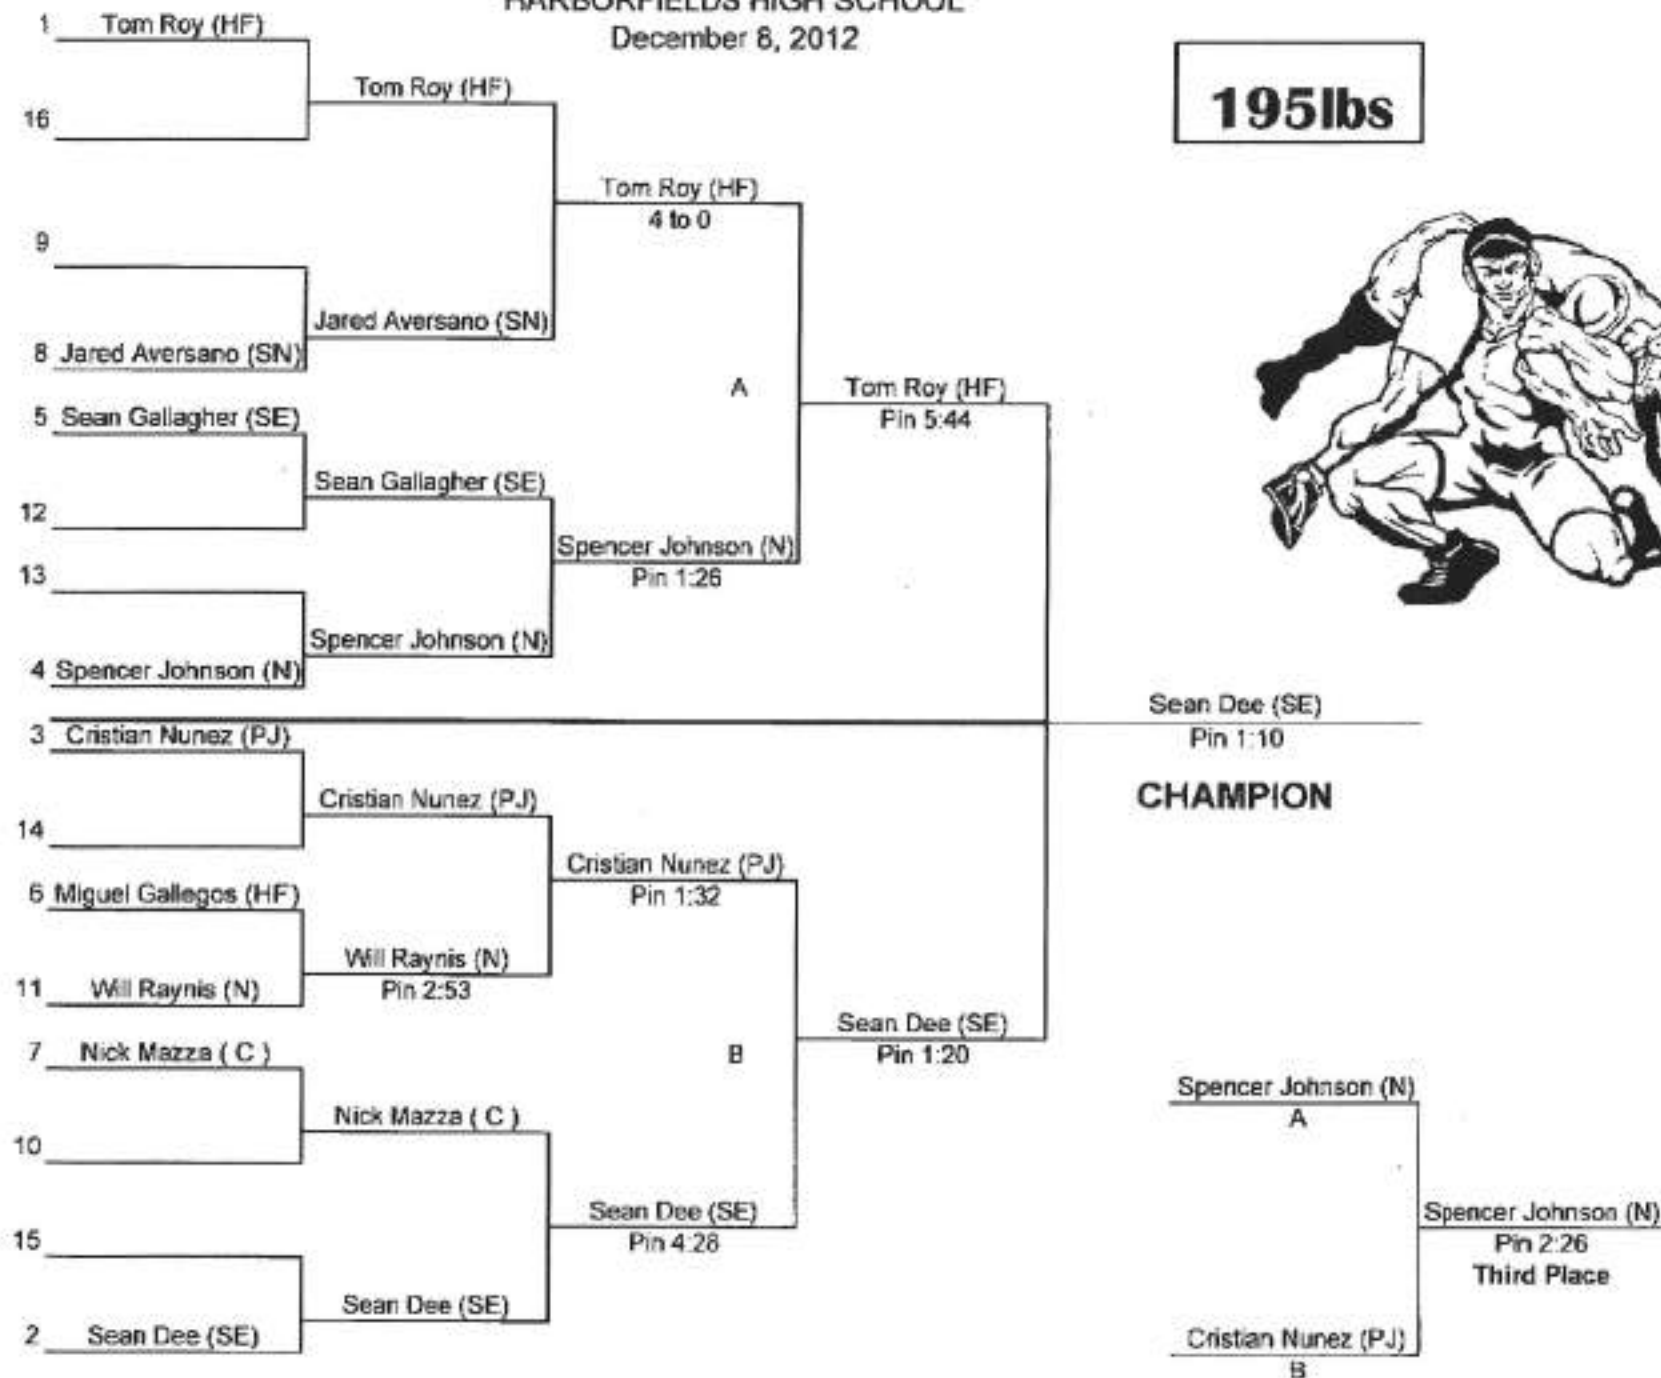 HARBORFIELDS HIGH SCHOOL
December 8, 2012
195lbs
1 Tom Roy (HF)
16
9
8 Jared Aversano (SN)
5 Sean Gallagher (SE)
12
13
4 Spencer Johnson (N)
3 Cristian Nunez (PJ)
14
6 Miguel Gallegos (HF)
11 Will Raynis (N)
7 Nick Mazza ( C )
10
15
2 Sean Dee (SE)
Tom Roy (HF)
Jared Aversano (SN)
Sean Gallagher (SE)
Spencer Johnson (N)
Cristian Nunez (PJ)
Will Raynis (N)
Pin 2:53
Nick Mazza ( C )
Sean Dee (SE)
Tom Roy (HF)
4 to 0
Spencer Johnson (N)
Pin 1:26
Cristian Nunez (PJ)
Pin 1:32
Sean Dee (SE)
Pin 4:28
A
B
Tom Roy (HF)
Pin 5:44
Sean Dee (SE)
Pin 1:20
Sean Dee (SE)
Pin 1:10
CHAMPION
Spencer Johnson (N)
A
Cristian Nunez (PJ)
B
Spencer Johnson (N)
Pin 2:26
Third Place